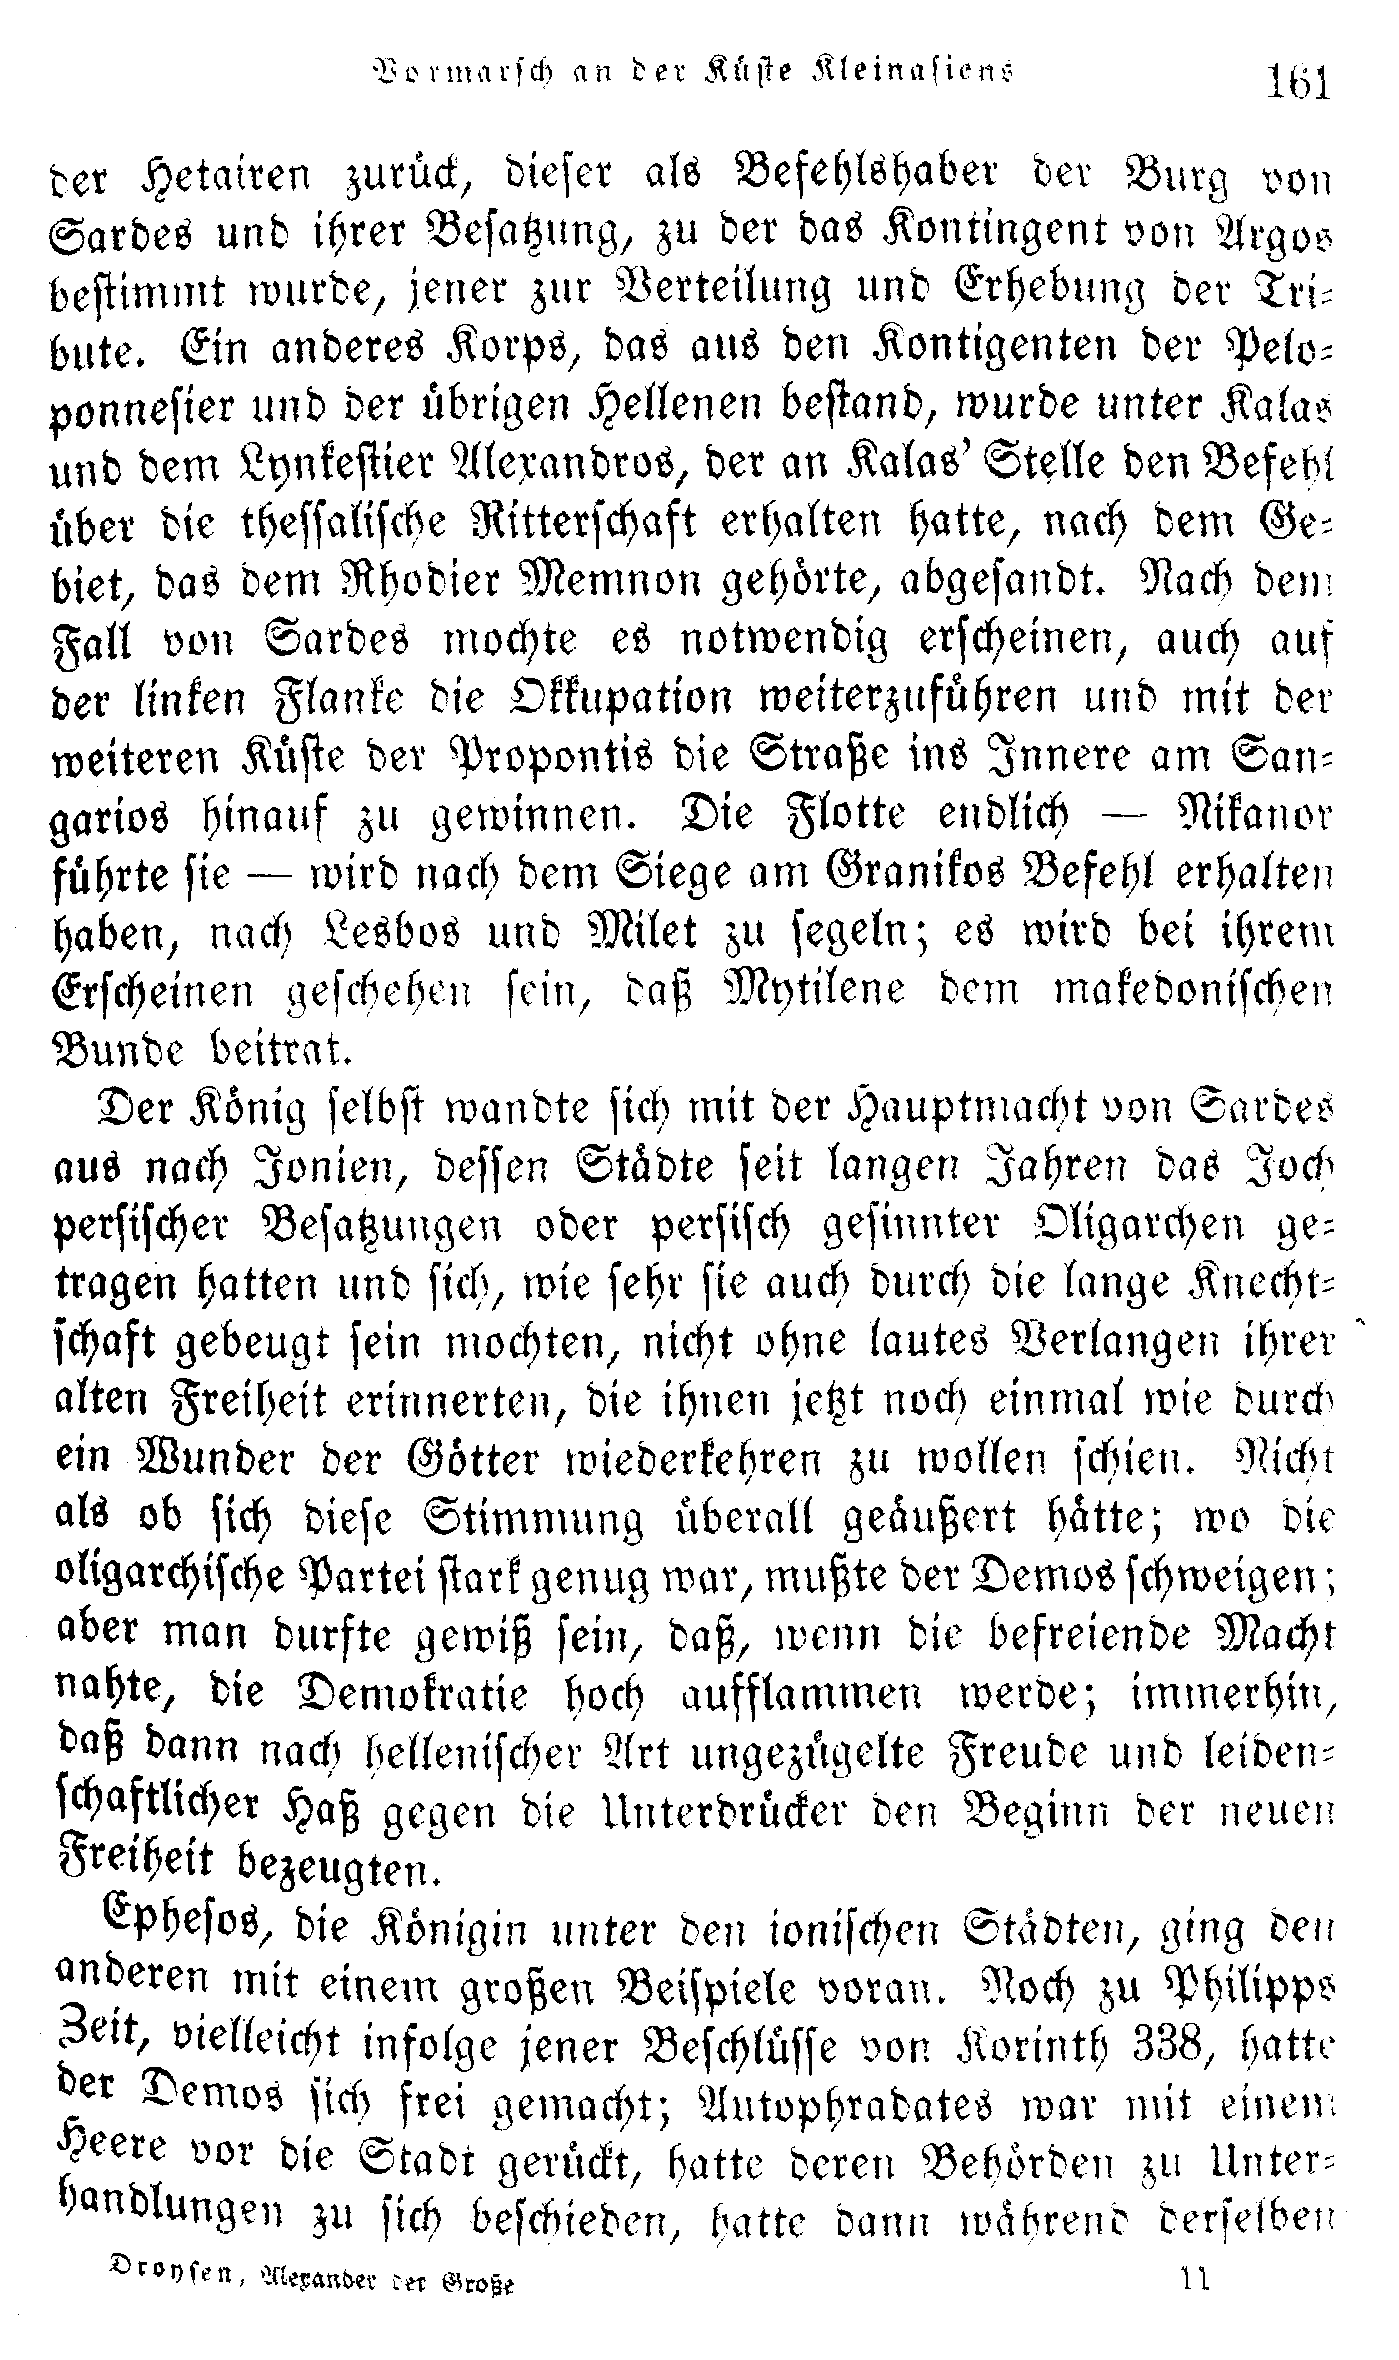 Vormarsch an der Küste Kleinasiens 161
der Hetairen zurück, dieser als Befehlshaber der Burg von
Sardes und ihrer Besatzung, zu der das Kontingent von Argos
bestimmt wurde, jener zur Verteilung und Erhebung der Tri-
bute. Ein anderes Korps, das aus den Kontigenten der Pelo-
ponnesier und der übrigen Hellenen bestand, wurde unter Kalas
und dem Lynkestier Alexandros, der an Kalas' Stelle den Befehl
über die thessalische Ritterschaft erhalten hatte, nach dem Ge-
biet, das dem Rhodier Memnon gehörte, abgesandt. Nach dem
Fall von Sardes mochte es notwendig erscheinen, auch auf
der linken Flanke die Okkupation weiterzuführen und mit der
weiteren Küste der Propontis die Straße ins Innere am San-
garios hinauf zu gewinnen. Die Flotte endlich — Nikanor
führte sie — wird nach dem Siege am Granikos Befehl erhalten
haben, nach Lesbos und Milet zu segeln; es wird bei ihrem
Erscheinen geschehen sein, daß Mytilene dem makedonischen
Bunde beitrat.
Der König selbst wandte sich mit der Hauptmacht von Sardes
aus nach Jonien, dessen Städte seit langen Jahren das Joch
persischer Besatzungen oder persisch gesinnter Oligarchen ge-
tragen hatten und sich, wie sehr sie auch durch die lange Knecht-
schaft gebeugt sein mochten, nicht ohne lautes Verlangen ihrer
alten Freiheit erinnerten, die ihnen jetzt noch einmal wie durch
ein Wunder der Götter wiederkehren zu wollen schien. Nicht
als ob sich diese Stimmung überall geäußert hätte; wo die
oligarchische Partei stark genug war, mußte der Demos schweigen;
aber man durfte gewiß sein, daß, wenn die befreiende Macht
nahte, die Demokratie hoch aufflammen werde; immerhin,
daß dann nach hellenischer Art ungezügelte Freude und leiden-
schaftlicher Haß gegen die Unterdrücker den Beginn der neuen
Freiheit bezeugten.
Ephesos, die Königin unter den ionischen Städten, ging den
anderen mit einem großen Beispiele voran. Noch zu Philipps
Zeit, vielleicht infolge jener Beschlüsse von Korinth 338, hatte
der Demos sich frei gemacht; Autophradates war mit einem
Heere vor die Stadt gerückt, hatte deren Behörden zu Unter-
handlungen zu sich beschieden, hatte dann während derselben
Droysen, Alexander der Große 11